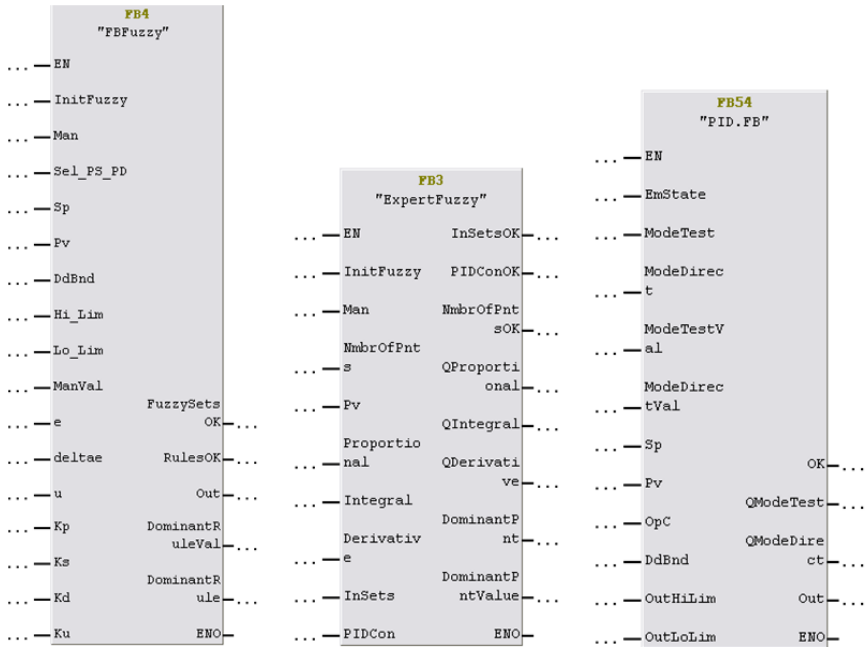 FB4
"FBFuzzy"
... EN
... InitFuzzy
... Man
... Sel_PS_PD
... Sp
... Pv
... DdBnd
... Hi_Lim
... Lo_Lim
... ManVal
FuzzySets
... e OK ...
... deltae RulesOK ...
... u Out ...
... Kp DominantR
uleVal ...
... Ks
DominantR
... Kd ule ...
... Ku ENO
FB3
"ExpertFuzzy"
... EN InSetsOK ...
... InitFuzzy PIDConOK ...
... Man NmbrOfPnt
sOK ...
NmbrOfPnt
... s QProporti
onal ...
... Pv
QIntegral ...
Proportio
... nal QDerivati
ve ...
... Integral
DominantP
Derivativ nt ...
... e
DominantP
... InSets ntValue ...
... PIDCon ENO
FB54
"PID.FB"
... EN
... EmState
... ModeTest
ModeDirec
... t
ModeTestV
... al
ModeDirec
... tVal
... Sp
OK ...
... Pv
QModeTest ...
... OpC
QModeDire
... DdBnd ct ...
... OutHiLim Out ...
... OutLoLim ENO